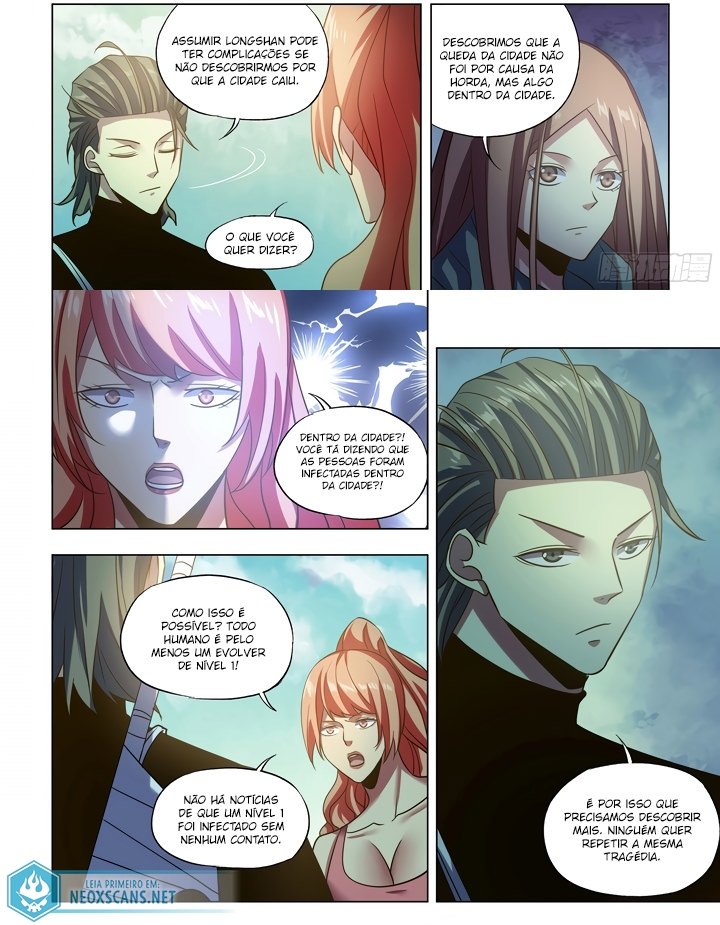 ASSUMIR LONGSHAN PODE
TER COMPLICAÇÕES SE
NÃO DESCOBRIRMOS POR
QUE A CIDADE CAIU.
O QUE VOCÊ
QUER DIZER?
DESCOBRIMOS QUE A
QUEDA DA CIDADE NÃO
FOI POR CAUSA DA
HORDA, MAS ALGO
DENTRO DA CIDADE.
DENTRO DA CIDADE?!
VOCÊ TÁ DIZENDO QUE
AS PESSOAS FORAM
INFECTADAS DENTRO
DA CIDADE?!
COMO ISSO É
POSSÍVEL? TODO
HUMANO É PELO
MENOS UM EVOLVER
DE NÍVEL 1!
NÃO HÁ NOTÍCIAS
DE QUE UM NÍVEL 1
FOI INFECTADO SEM
NENHUM CONTATO.
É POR ISSO QUE
PRECISAMOS DESCOBRIR
MAIS. NINGUÉM QUER
REPETIR A MESMA
TRAGÉDIA.
LEIA PRIMEIRO EM:
NEOXSCANS.NET